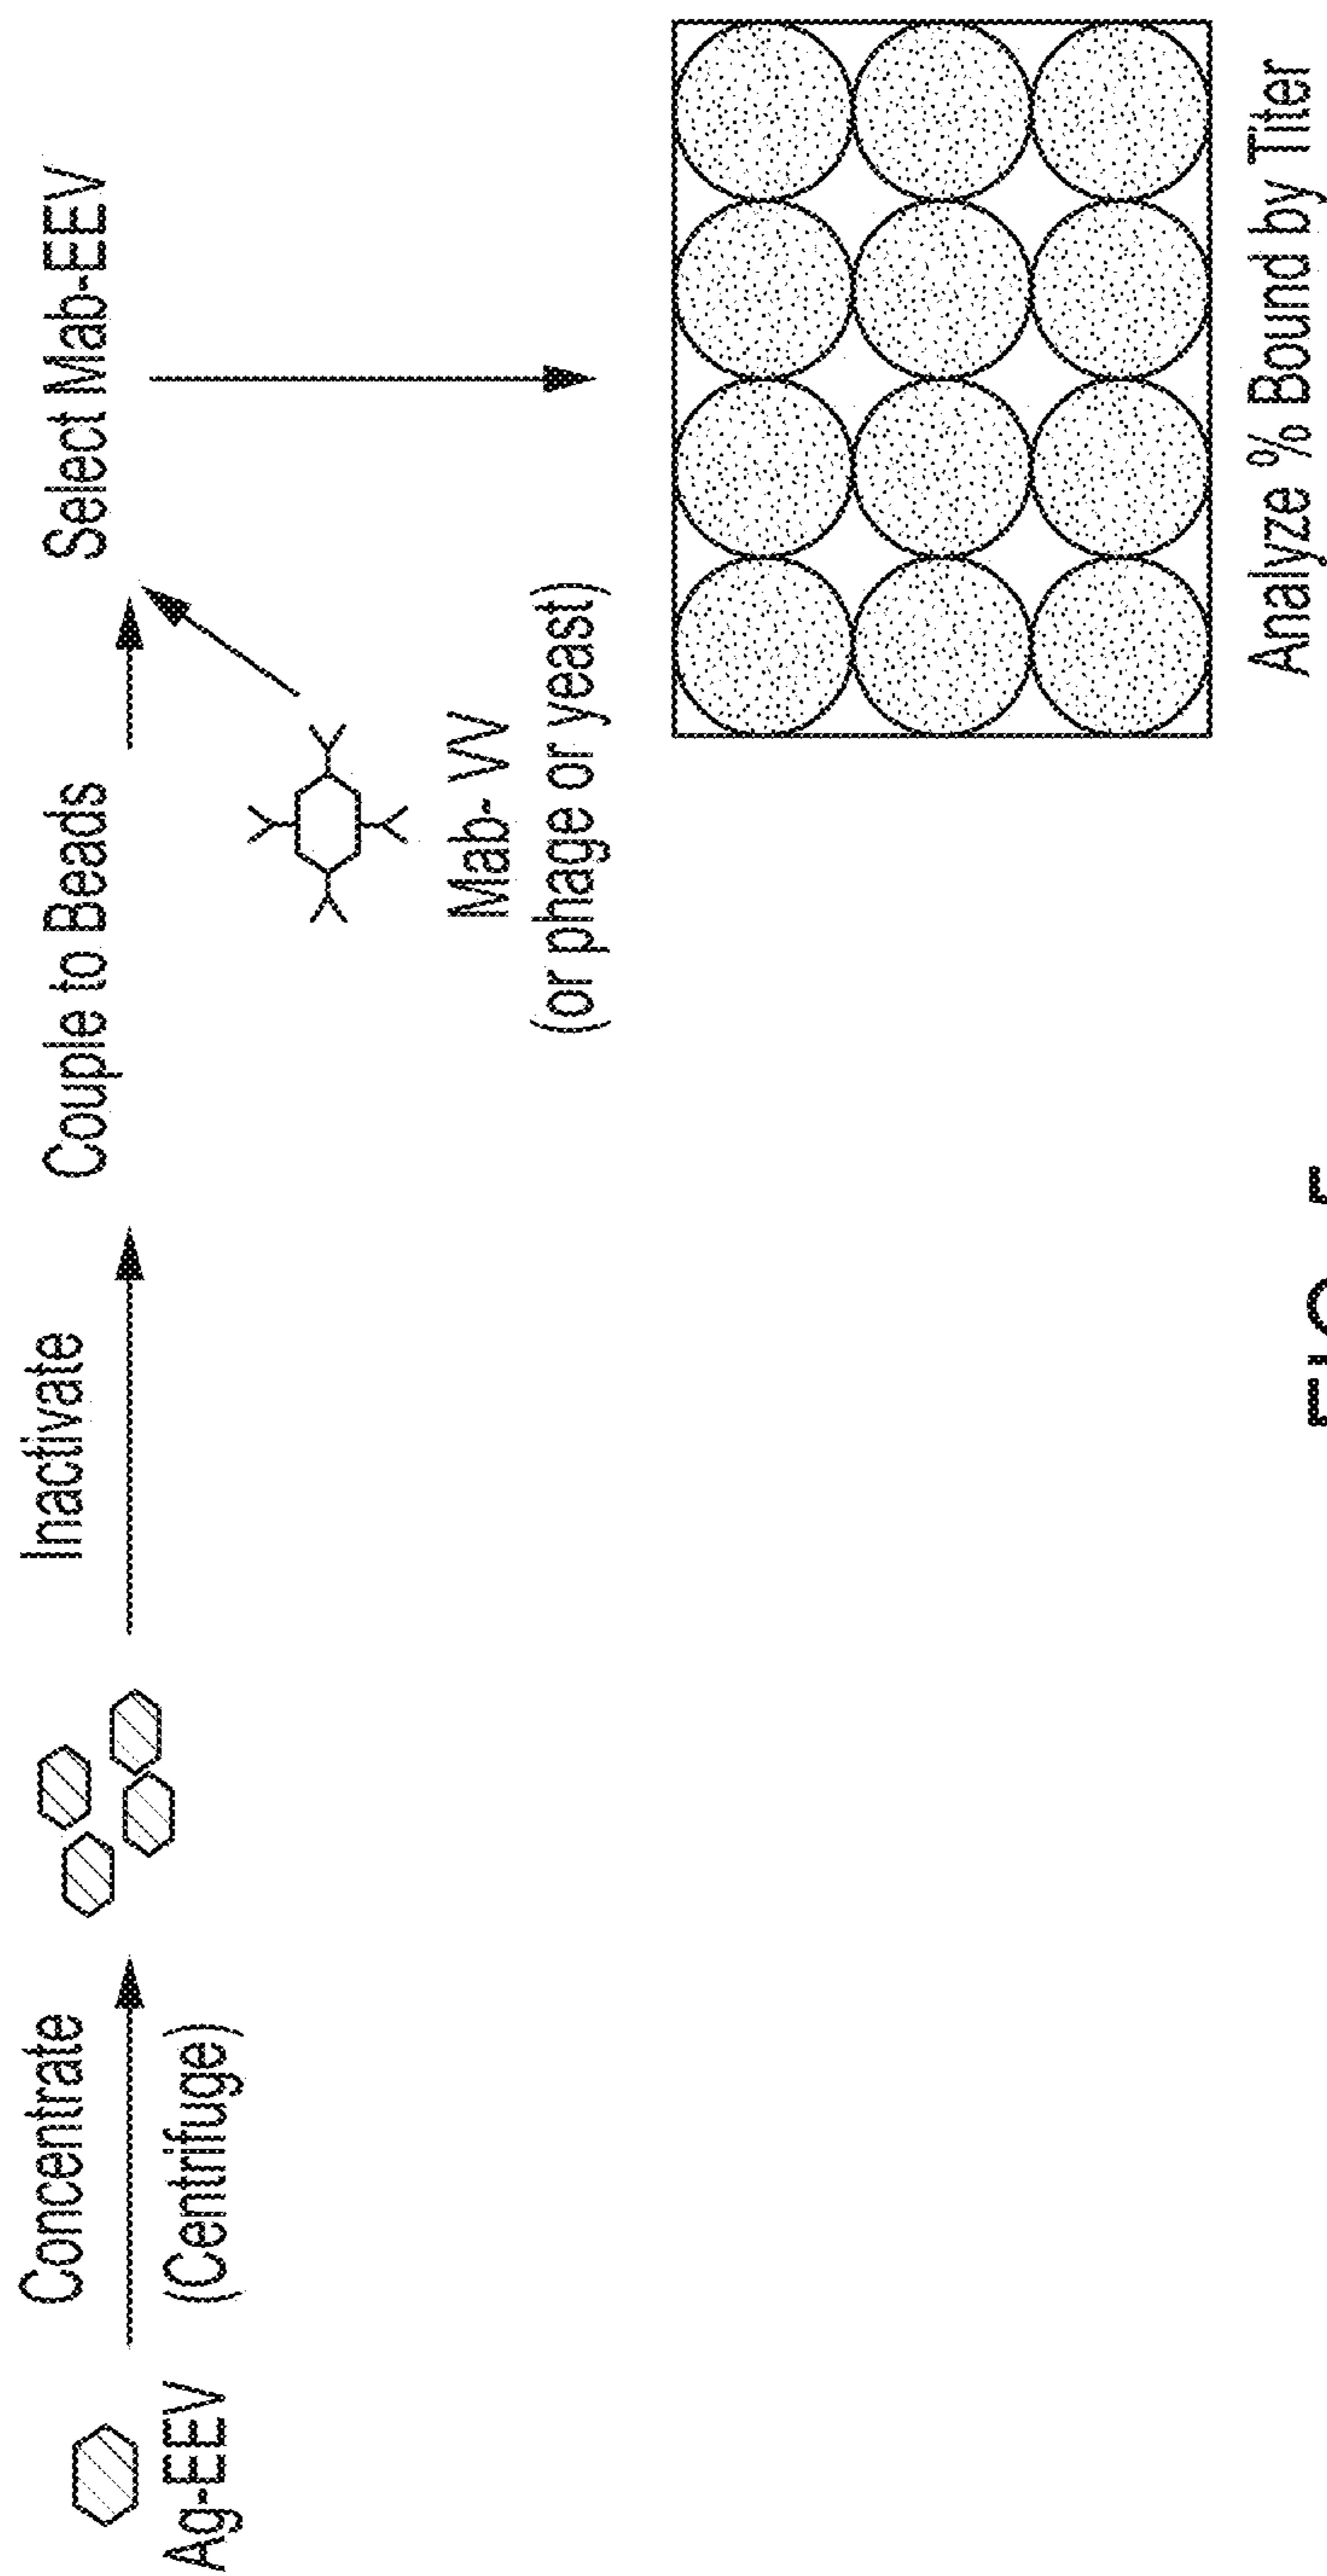 Ag-EEV
Concentrate
(Centrifuge)
Inactivate
Couple to Beads
Select Mab-EEV
Mab- VV
(or phage or yeast)
Analyze % Bound by Titer